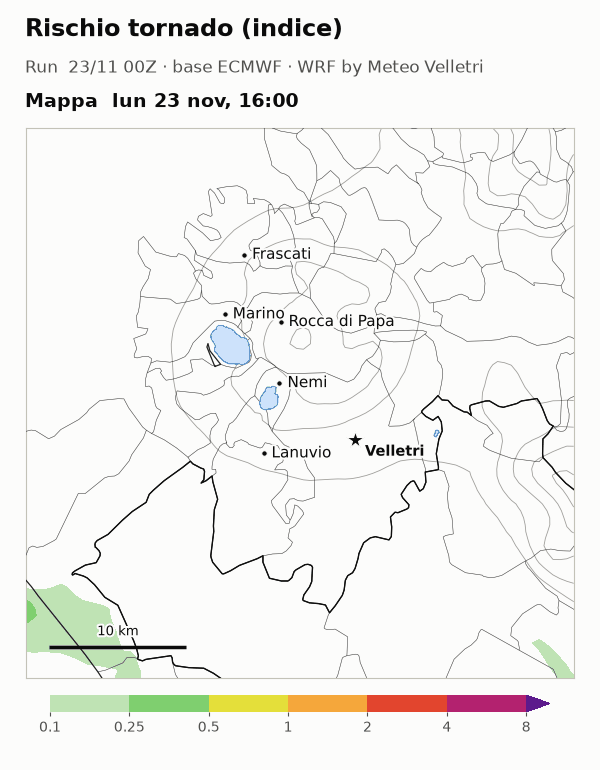 Rischio tornado (indice)
Run  23/11 00Z · base ECMWF · WRF by Meteo Velletri
Mappa  lun 23 nov, 16:00
Frascati
Marino
Rocca di Papa
Nemi
Velletri
Lanuvio
10 km
0.1 0.25 0.5 1 2 4 8